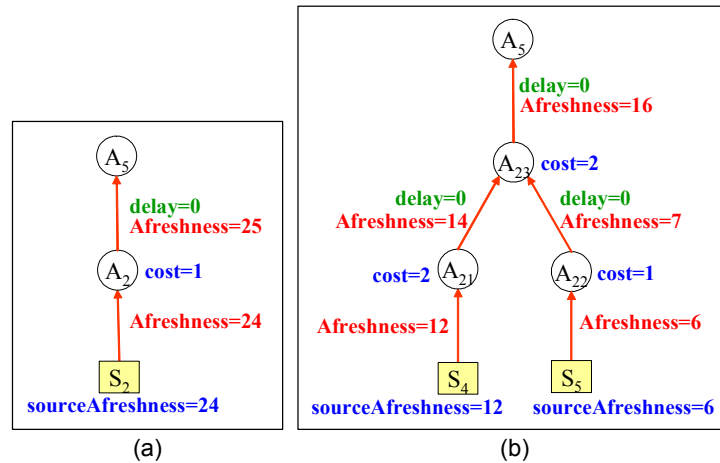 A5
delay=0
Afreshness=25
A2
cost=1
Afreshness=24
S2
sourceAfreshness=24
(a)
A5
delay=0
Afreshness=16
A23
cost=2
delay=0
Afreshness=14
delay=0
Afreshness=7
cost=2
A21
A22
cost=1
Afreshness=12
Afreshness=6
S4
S5
sourceAfreshness=12
sourceAfreshness=6
(b)